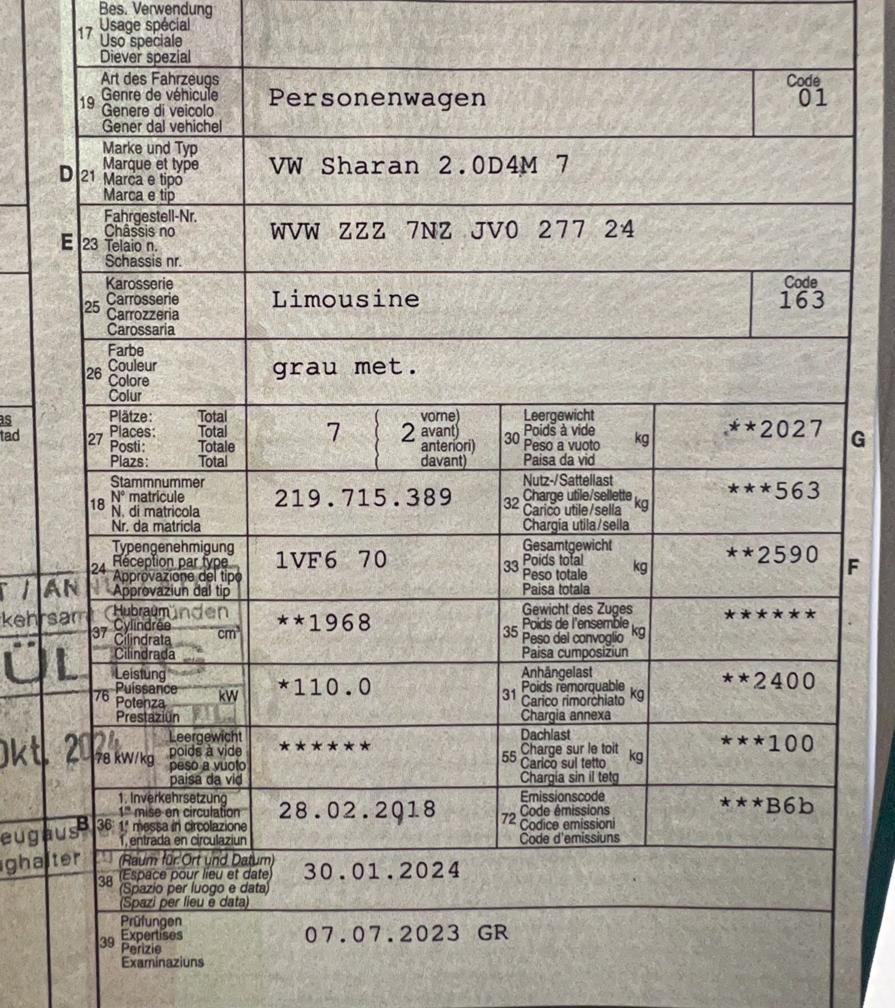 17 Bes. Verwendung
Usage spécial
Uso speciale
Diever spezial
19 Art des Fahrzeugs
Genre de véhicule
Genere di veicolo
Gener dal vehichel
Personenwagen
Code
01
D 21 Marke und Typ
Marque et type
Marca e tipo
Marca e tip
VW Sharan 2.0D4M 7
E 23 Fahrgestell-Nr.
Châssis no
Telaio n.
Schassis nr.
WVW ZZZ 7NZ JV0 277 24
25 Karosserie
Carrosserie
Carrozzeria
Carossaria
Limousine
Code
163
26 Farbe
Couleur
Colore
Colur
grau met.
27 Plätze: Total
Places: Total
Posti: Totale
Plazs: Total
7 2 vorne)
avant)
anteriori)
davant)
30 Leergewicht
Poids à vide
Peso a vuoto
Paisa da vid
kg
**2027
G
18 Stammnummer
N° matricule
N. di matricola
Nr. da matricla
219.715.389
32 Nutz-/Sattellast
Charge utile/sellette
Carico utile/sella
Chargia utila/sella
kg
***563
24 Typengenehmigung
Réception par type
Approvazione del tipo
Approvaziun dal tip
1VF6 70
33 Gesamtgewicht
Poids total
Peso totale
Paisa totala
kg
**2590
F
37 Hubraum
Cylindrée
Cilindrata
Cilindrada
cm³
**1968
35 Gewicht des Zuges
Poids de l'ensemble
Peso del convoglio
Paisa cumposiziun
kg
******
76 Leistung
Puissance
Potenza
Prestaziun
kW
*110.0
31 Anhängelast
Poids remorquable
Carico rimorchiato
Chargia annexa
kg
**2400
78 kW/kg Leergewicht
poids à vide
peso a vuoto
paisa da vid
******
55 Dachlast
Charge sur le toit
Carico sul tetto
Chargia sin il tetg
kg
***100
B 36 1. Inverkehrsetzung
1re mise en circulation
1a messa in circolazione
1. entrada en circulaziun
28.02.2018
72 Emissionscode
Code émissions
Codice emissioni
Code d'emissiuns
***B6b
38 (Raum für Ort und Datum)
(Espace pour lieu et date)
(Spazio per luogo e data)
(Spazi per lieu e data)
30.01.2024
39 Prüfungen
Expertises
Perizie
Examinaziuns
07.07.2023 GR
Okt. 2024